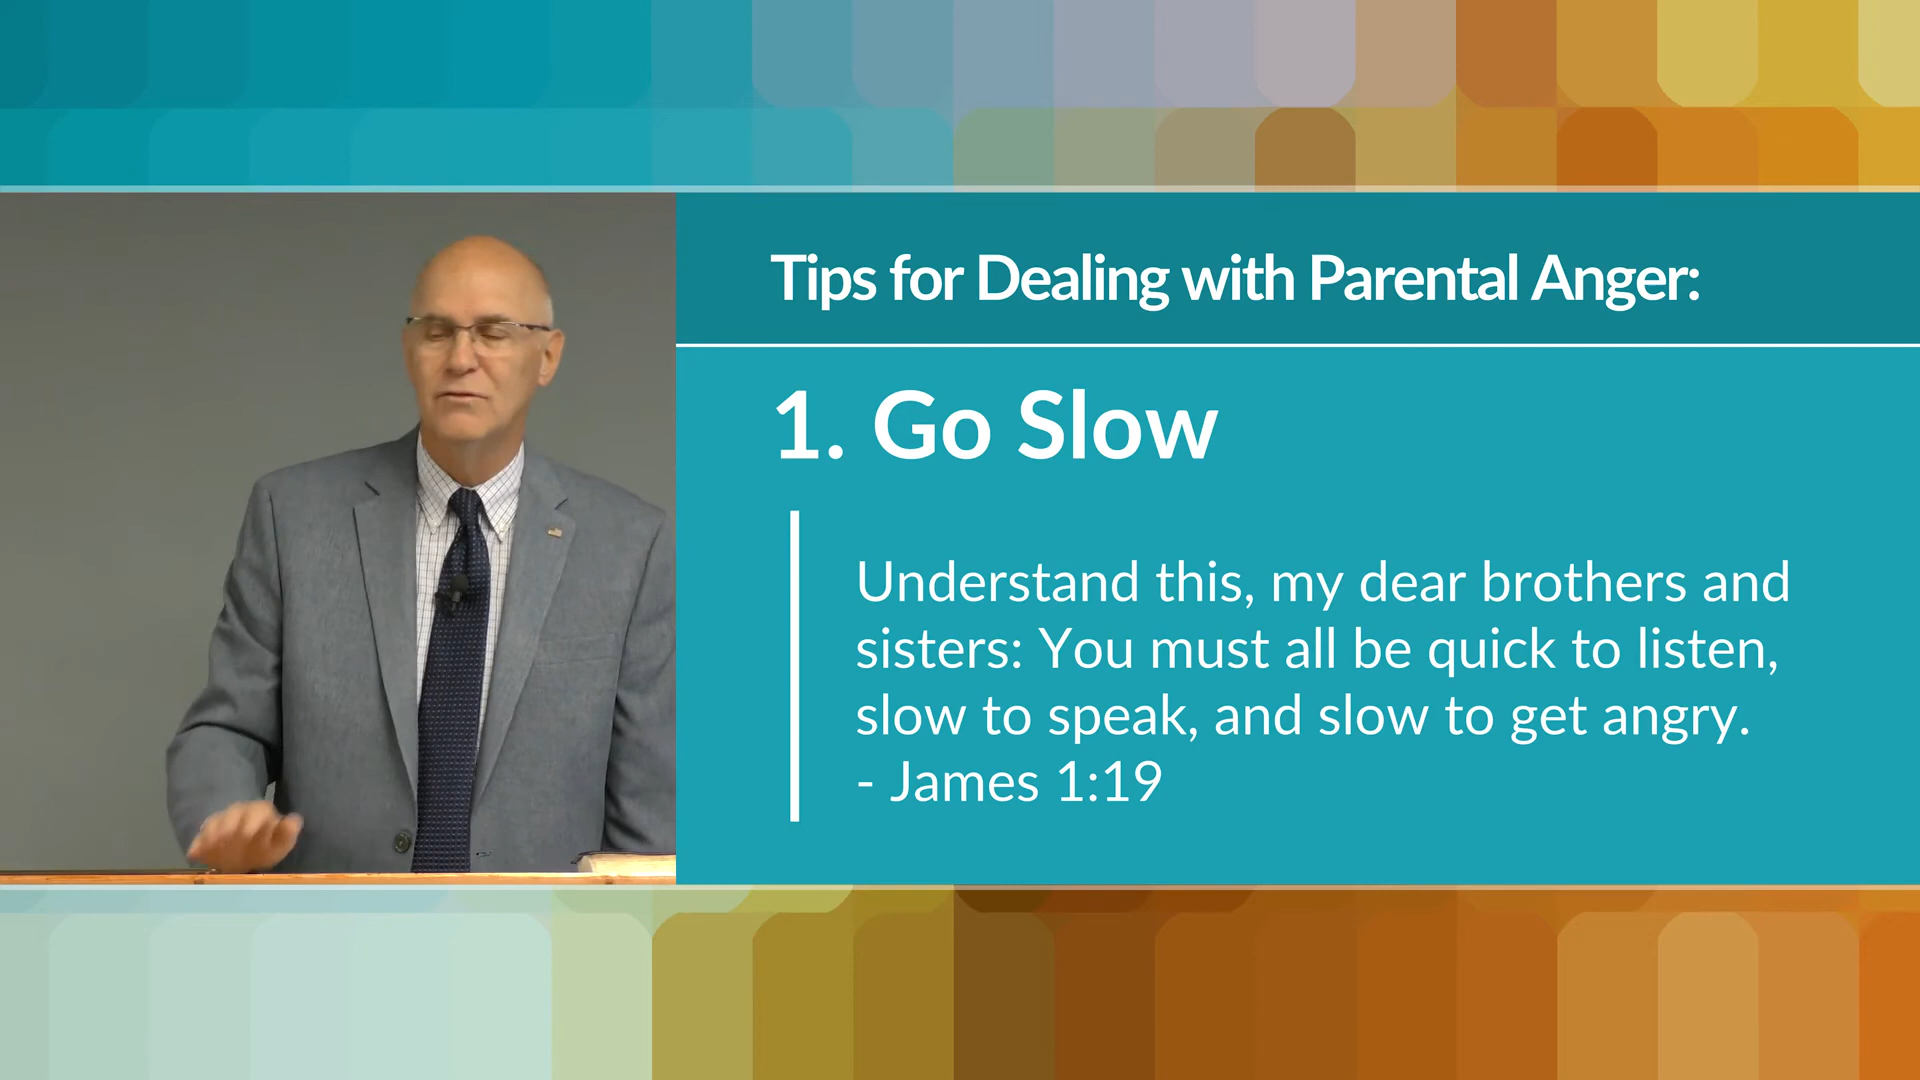 Tips for Dealing with Parental Anger:
1. Go Slow
Understand this, my dear brothers and
sisters: You must all be quick to listen,
slow to speak, and slow to get angry.
- James 1:19